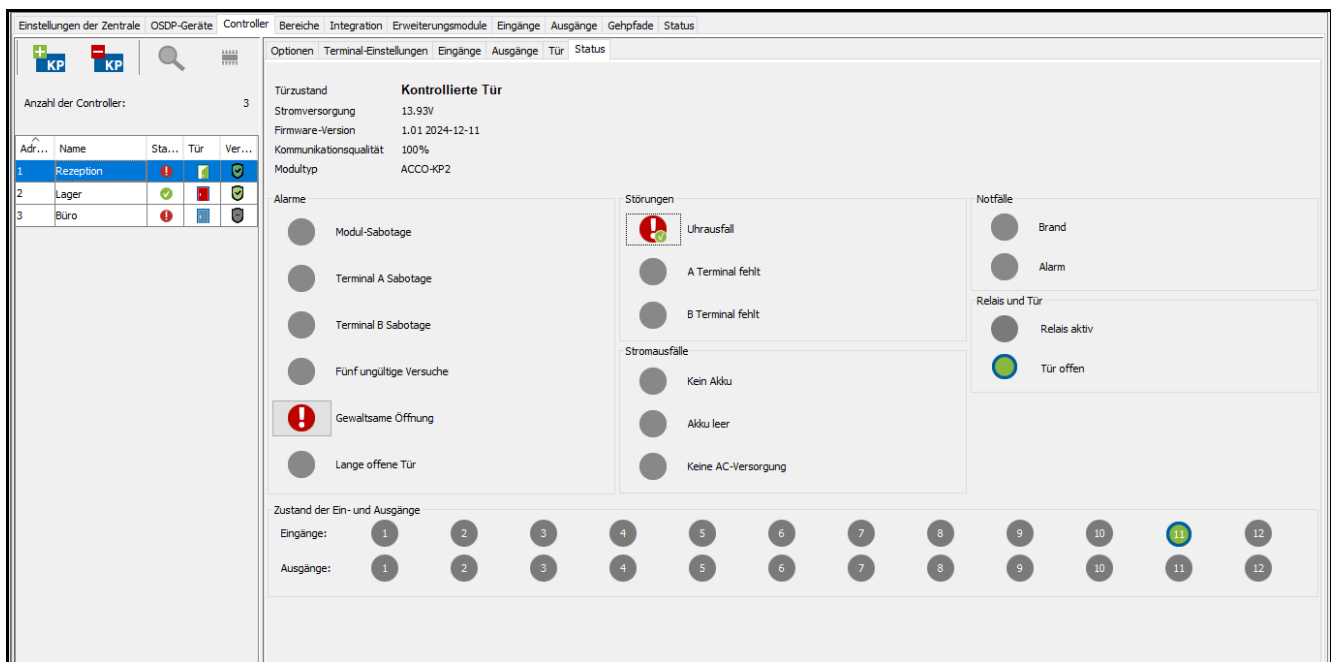 Einstellungen der Zentrale OSDP-Geräte Controller Bereiche Integration Erweiterungsmodule Eingänge Ausgänge Gehpfade Status
KP KP
Anzahl der Controller: 3
Adr... Name Sta... Tür Ver...
1 Rezeption
2 Lager
3 Büro
Optionen Terminal-Einstellungen Eingänge Ausgänge Tür Status
Türzustand Kontrollierte Tür
Stromversorgung 13.93V
Firmware-Version 1.01 2024-12-11
Kommunikationsqualität 100%
Modultyp ACCO-KP2
Alarme
Modul-Sabotage
Terminal A Sabotage
Terminal B Sabotage
Fünf ungültige Versuche
Gewaltsame Öffnung
Lange offene Tür
Störungen
Uhrausfall
A Terminal fehlt
B Terminal fehlt
Stromausfälle
Kein Akku
Akku leer
Keine AC-Versorgung
Notfälle
Brand
Alarm
Relais und Tür
Relais aktiv
Tür offen
Zustand der Ein- und Ausgänge
Eingänge: 1 2 3 4 5 6 7 8 9 10 11 12
Ausgänge: 1 2 3 4 5 6 7 8 9 10 11 12